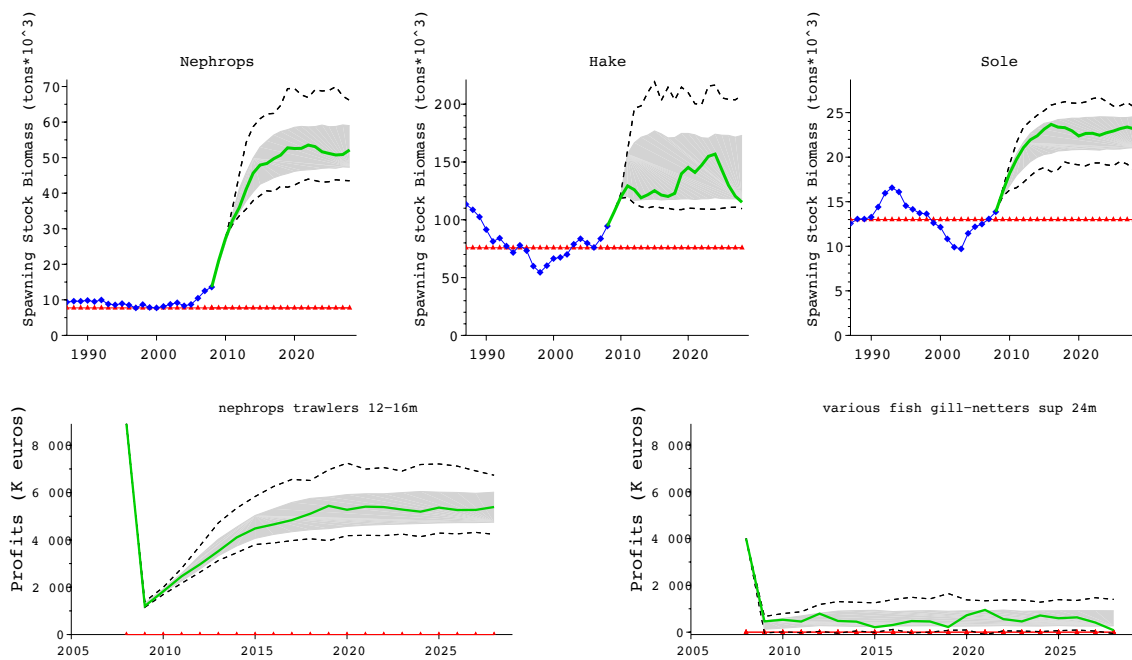 Nephrops
Spawning Stock Biomass (tons*10^3)
70
60
50
40
30
20
10
0
1990 2000 2010 2020
Hake
Spawning Stock Biomass (tons*10^3)
200
150
100
50
0
1990 2000 2010 2020
Sole
Spawning Stock Biomass (tons*10^3)
25
20
15
10
5
0
1990 2000 2010 2020
nephrops trawlers 12-16m
Profits (K euros)
8 000
6 000
4 000
2 000
0
2005 2010 2015 2020 2025
various fish gill-netters sup 24m
Profits (K euros)
8 000
6 000
4 000
2 000
0
2005 2010 2015 2020 2025